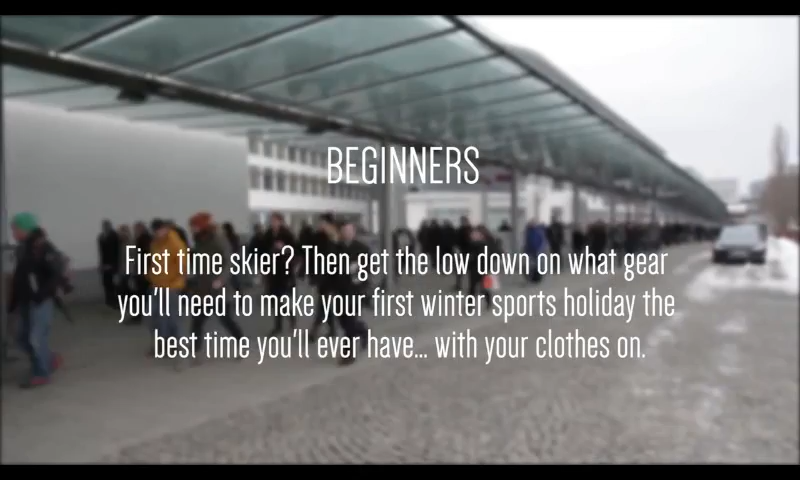 BEGINNERS
First time skier? Then get the low down on what gear
you'll need to make your first winter sports holiday the
best time you'll ever have... with your clothes on.